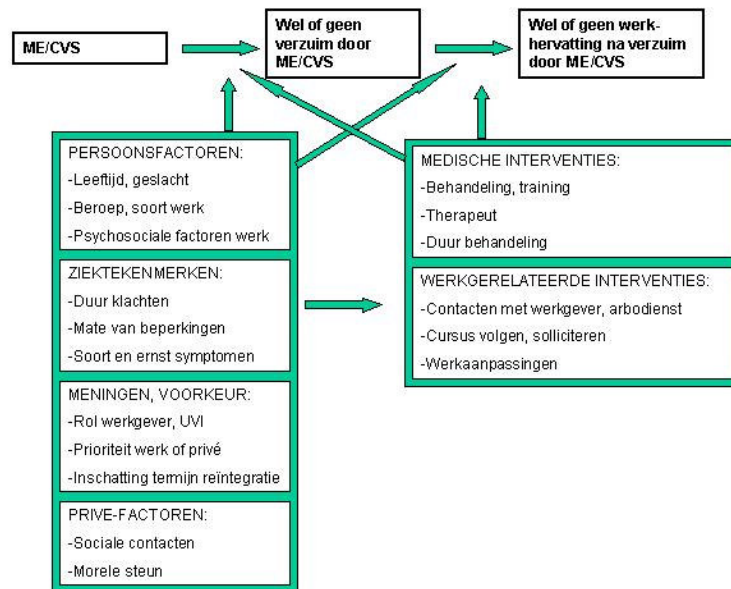 ME/CVS
Wel of geen
verzuim door
ME/CVS
Wel of geen werk-
hervatting na verzuim
door ME/CVS
PERSOONSFACTOREN:
-Leeftijd, geslacht
-Beroep, soort werk
-Psychosociale factoren werk
ZIEKTEKENMERKEN:
-Duur klachten
-Mate van beperkingen
-Soort en ernst symptomen
MENINGEN, VOORKEUR:
-Rol werkgever, UVI
-Prioriteit werk of privé
-Inschatting termijn reïntegratie
PRIVE-FACTOREN:
-Sociale contacten
-Morele steun
MEDISCHE INTERVENTIES:
-Behandeling, training
-Therapeut
-Duur behandeling
WERKGERELATEERDE INTERVENTIES:
-Contacten met werkgever, arbodienst
-Cursus volgen, solliciteren
-Werkaanpassingen